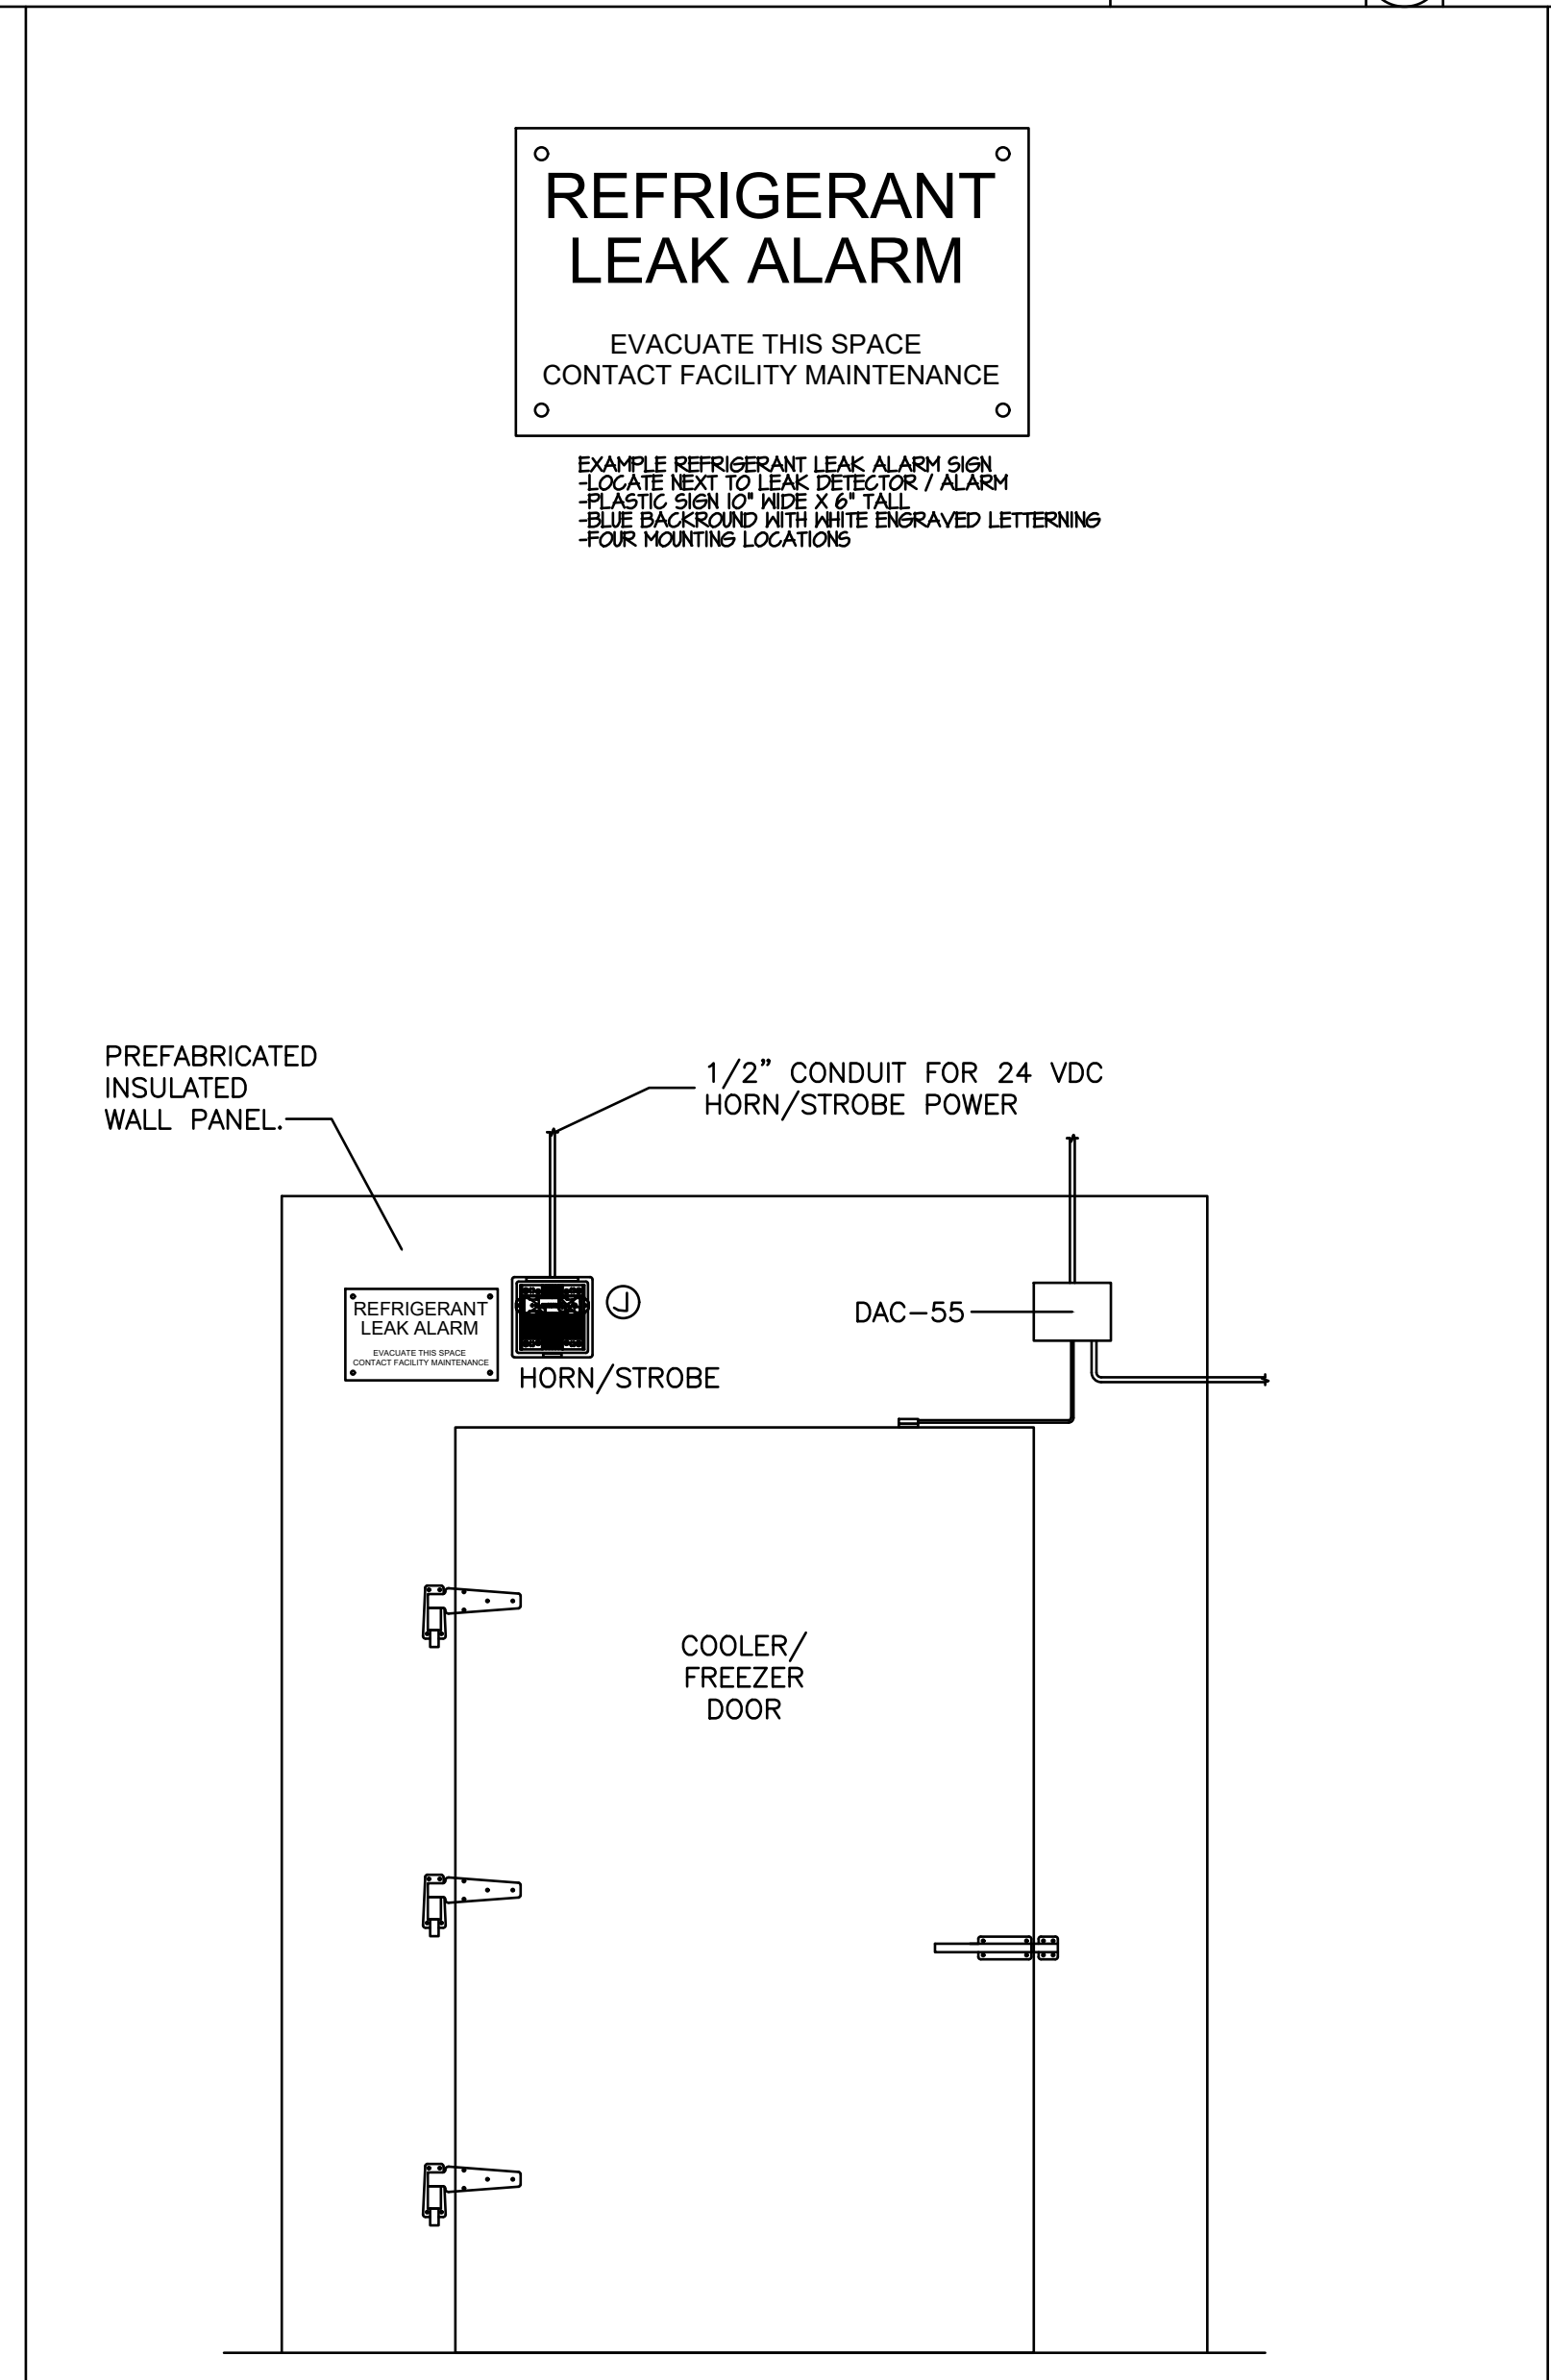 REFRIGERANT
LEAK ALARM
EVACUATE THIS SPACE
CONTACT FACILITY MAINTENANCE
EXAMPLE REFRIGERANT LEAK ALARM SIGN
-LOCATE NEXT TO LEAK DETECTOR / ALARM
-PLASTIC SIGN 10" WIDE X 6" TALL
-BLUE BACKROUND WITH WHITE ENGRAVED LETTERNING
-FOUR MOUNTING LOCATIONS
PREFABRICATED
INSULATED
WALL PANEL.
1/2" CONDUIT FOR 24 VDC
HORN/STROBE POWER
REFRIGERANT
LEAK ALARM
EVACUATE THIS SPACE
CONTACT FACILITY MAINTENANCE
J
HORN/STROBE
DAC-55
COOLER/
FREEZER
DOOR